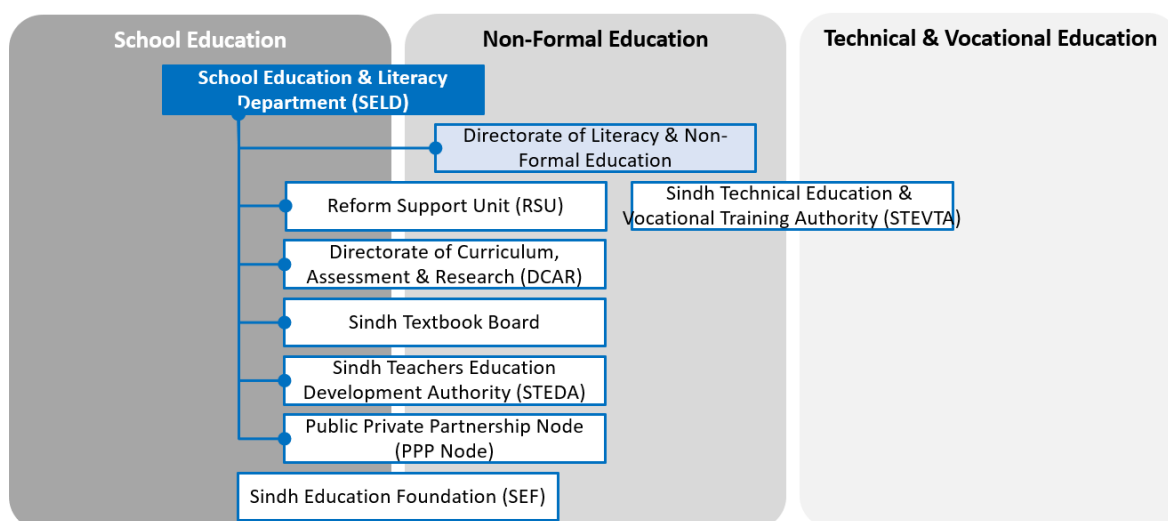 School Education
Non-Formal Education
Technical & Vocational Education
School Education & Literacy
Department (SELD)
Directorate of Literacy & Non-
Formal Education
Reform Support Unit (RSU)
Sindh Technical Education &
Vocational Training Authority (STEVTA)
Directorate of Curriculum,
Assessment & Research (DCAR)
Sindh Textbook Board
Sindh Teachers Education
Development Authority (STEDA)
Public Private Partnership Node
(PPP Node)
Sindh Education Foundation (SEF)